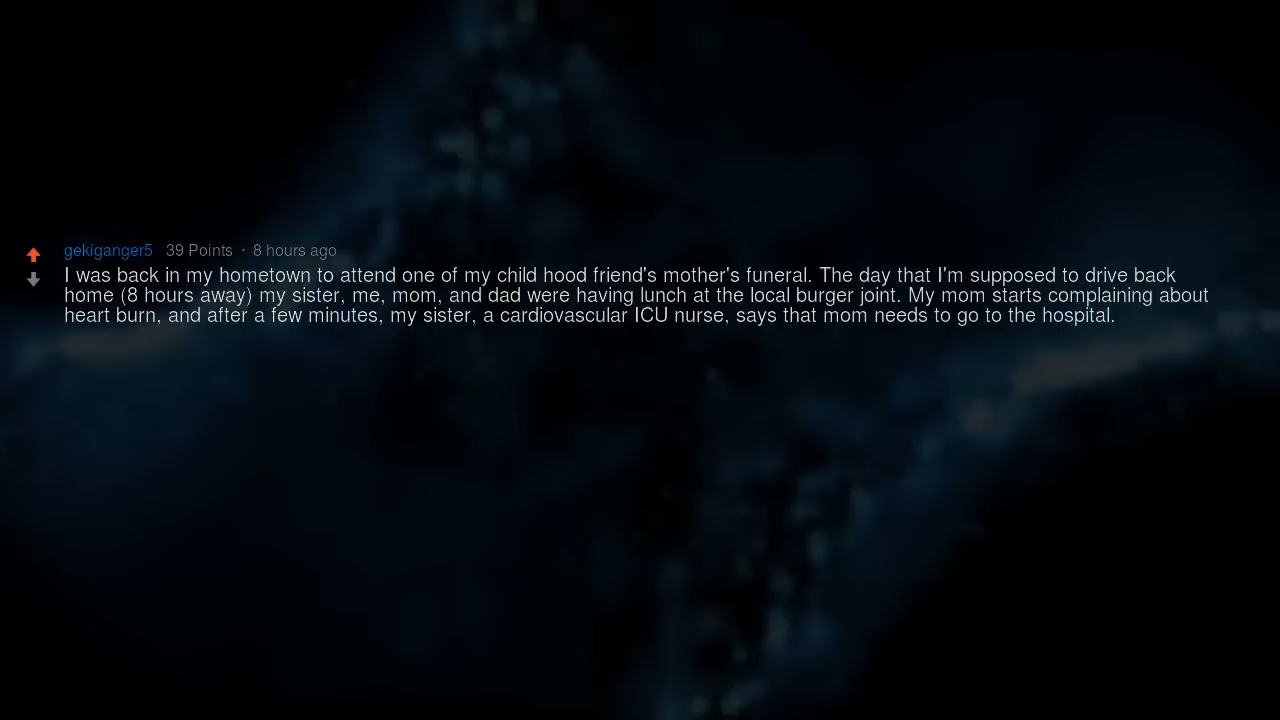 gekiganger5 39 Points · 8 hours ago
I was back in my hometown to attend one of my child hood friend's mother's funeral. The day that I'm supposed to drive back
home (8 hours away) my sister, me, mom, and dad were having lunch at the local burger joint. My mom starts complaining about
heart burn, and after a few minutes, my sister, a cardiovascular ICU nurse, says that mom needs to go to the hospital.